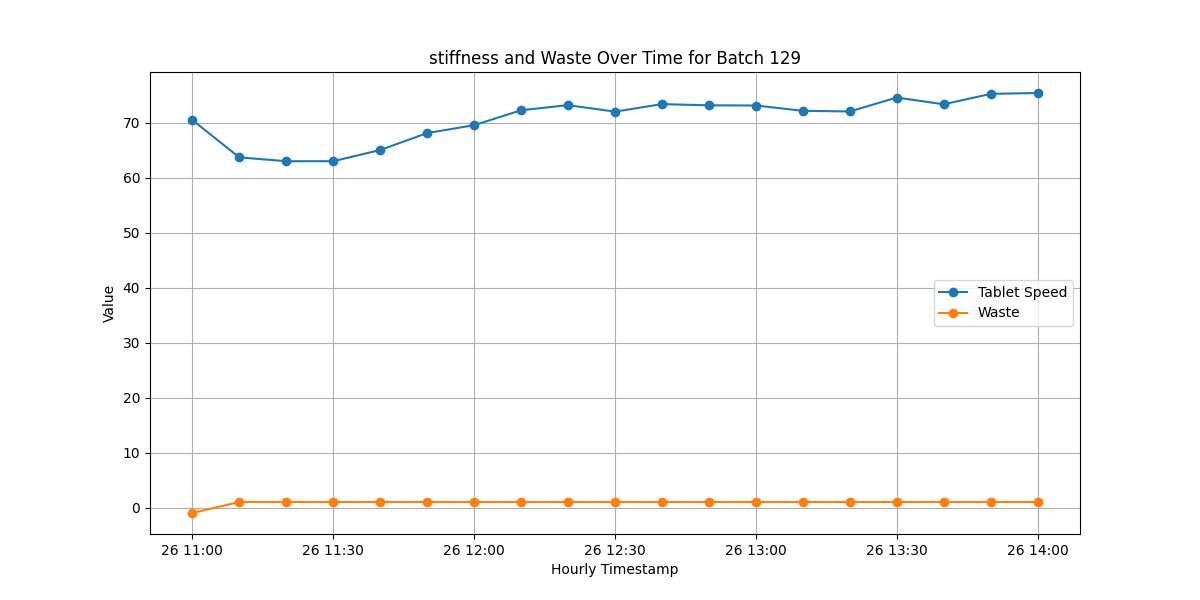 stiffness and Waste Over Time for Batch 129
Value
70
60
50
40
30
20
10
0
Tablet Speed
Waste
26 11:00 26 11:30 26 12:00 26 12:30 26 13:00 26 13:30 26 14:00
Hourly Timestamp